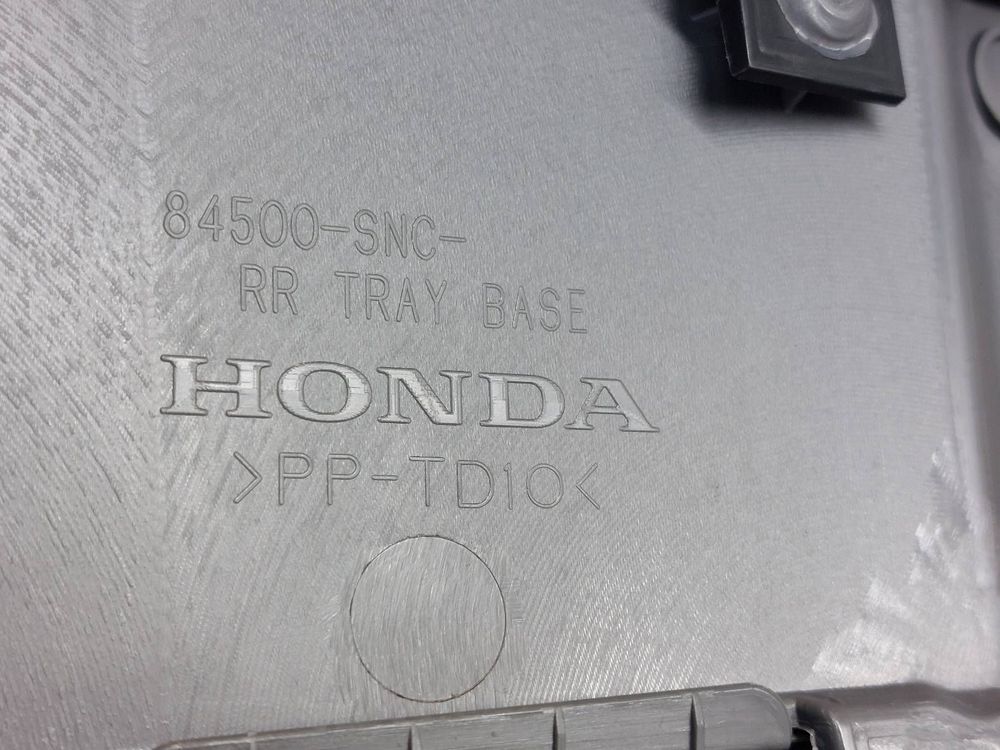 84500-SNC-
RR TRAY BASE
HONDA
>PP-TD10<